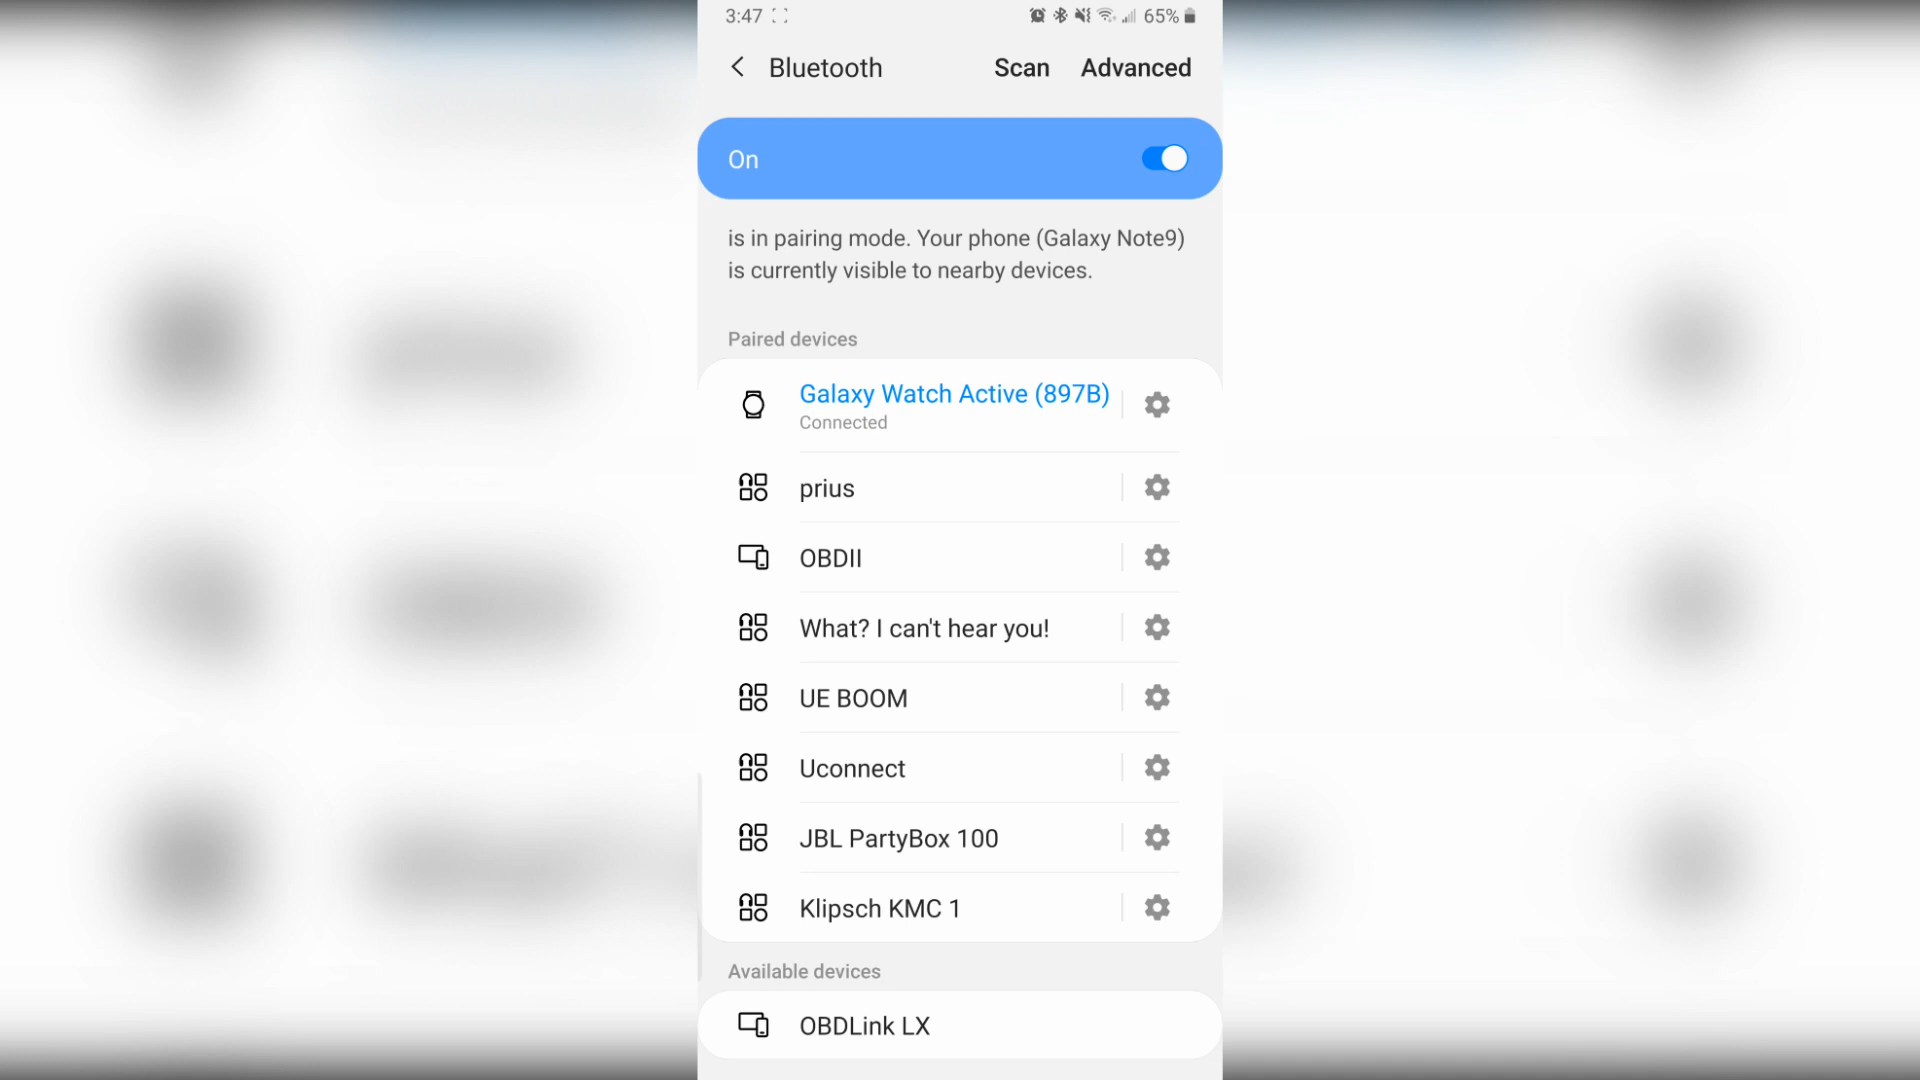 3:47 65%
Bluetooth Scan Advanced
On
is in pairing mode. Your phone (Galaxy Note9)
is currently visible to nearby devices.
Paired devices
Galaxy Watch Active (897B)
Connected
prius
OBDII
What? I can't hear you!
UE BOOM
Uconnect
JBL PartyBox 100
Klipsch KMC 1
Available devices
OBDLink LX